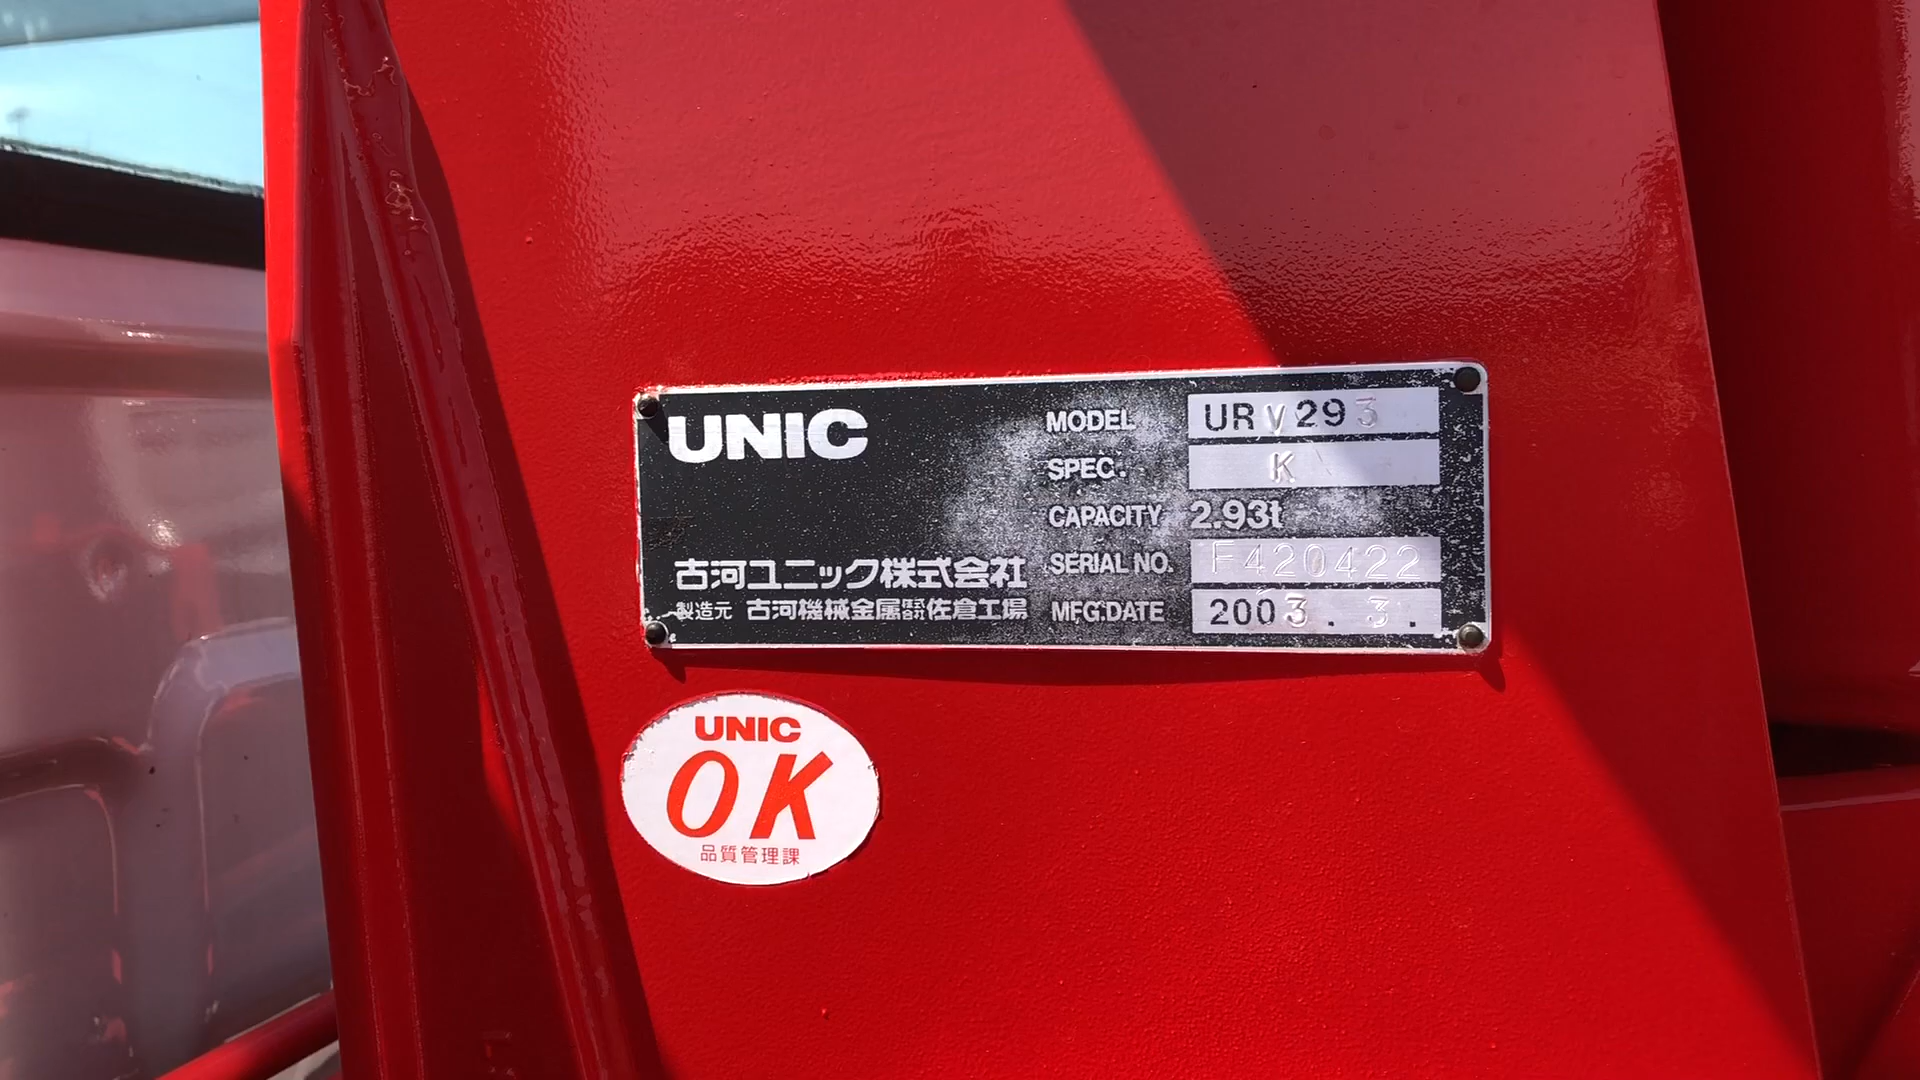 UNIC
MODEL URV293
SPEC. K
CAPACITY 2.93t
SERIAL NO. F420422
MFG.DATE 2003. 3.
古河ユニック株式会社
製造元 古河機械金属株式会社佐倉工場
UNIC
OK
品質管理課